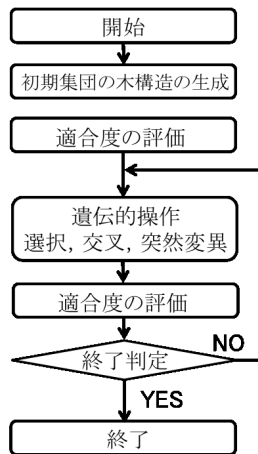 開始
初期集団の木構造の生成
適合度の評価
遺伝的操作
選択, 交叉, 突然変異
適合度の評価
終了判定
NO
YES
終了